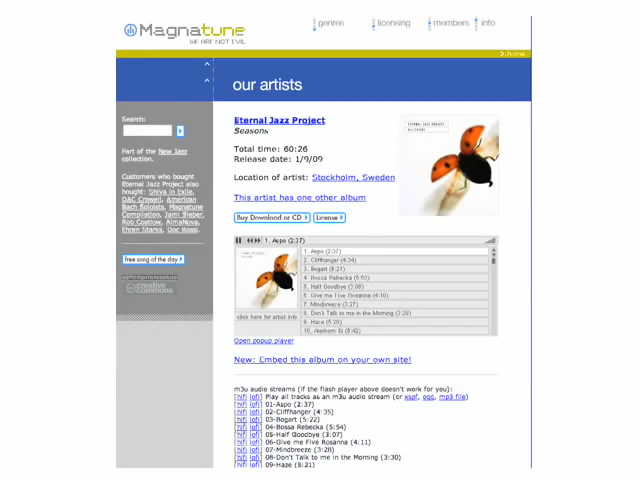 Magnatune
WE ARE NOT EVIL
genres
licensing
members
info
home
our artists
Search:
Part of the New Jazz
collection.
Customers who bought
Eternal Jazz Project also
bought: Shiva in Exile,
DAC Crowell, American
Bach Soloists, Magnatune
Compilation, Jami Sieber,
Rob Costlow, AlmaNova,
Ehren Starks, Doc Rossi.
free song of the day
creative
commons
Eternal Jazz Project
Seasons
Total time: 60:26
Release date: 1/9/09
Location of artist: Stockholm, Sweden
This artist has one other album
Buy Download or CD
License
ETERNAL JAZZ PROJECT
1. Aspo (2:37)
1. Aspo (2:37)
2. Cliffhanger (4:34)
3. Bogart (5:21)
4. Bossa Rebecka (5:53)
5. Half Goodbye (3:06)
6. Give me Five Rosanna (4:10)
7. Mindbreeze (3:27)
8. Don't Talk to me in the Morning (3:28)
9. Haze (5:20)
click here for artist info
Open popup player
New: Embed this album on your own site!
m3u audio streams (if the flash player above doesn't work for you):
[hifi lofi] Play all tracks as an m3u audio stream (or xspf, ogg, mp3 file)
[hifi lofi] 01-Aspo (2:37)
[hifi lofi] 02-Cliffhanger (4:35)
[hifi lofi] 03-Bogart (5:22)
[hifi lofi] 04-Bossa Rebecka (5:54)
[hifi lofi] 05-Half Goodbye (3:07)
[hifi lofi] 06-Give me Five Rosanna (4:11)
[hifi lofi] 07-Mindbreeze (3:28)
[hifi lofi] 08-Don't Talk to me in the Morning (3:30)
[hifi lofi] 09-Haze (5:21)